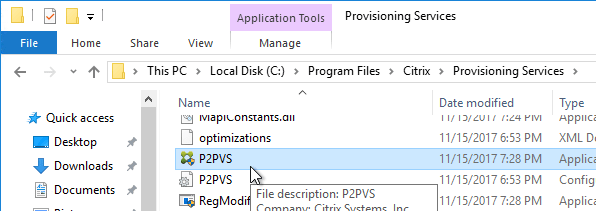 Application Tools Provisioning Services
File Home Share View Manage
This PC Local Disk (C:) Program Files Citrix Provisioning Services
Name Date modified Type
Quick access
Desktop
Downloads
Documents
MapiConstants.dll 11/15/2017 7:24 PM Applica
optimizations 11/15/2017 6:53 PM XML Do
P2PVS 11/15/2017 7:28 PM Applica
P2PVS 11/15/2017 6:53 PM Config
RegModif 11/15/2017 7:28 PM Applica
File description: P2PVS
Company: Citrix Systems, Inc.